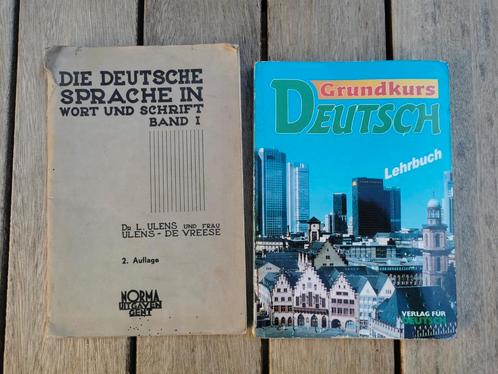 DIE DEUTSCHE
SPRACHE IN
WORT UND SCHRIFT
BAND I
DR L. ULENS UND FRAU
ULENS - DE VREESE
2. Auflage
NORMA
UITGAVEN
GENT
Grundkurs
DEUTSCH
Lehrbuch
VERLAG FÜR
DEUTSCH